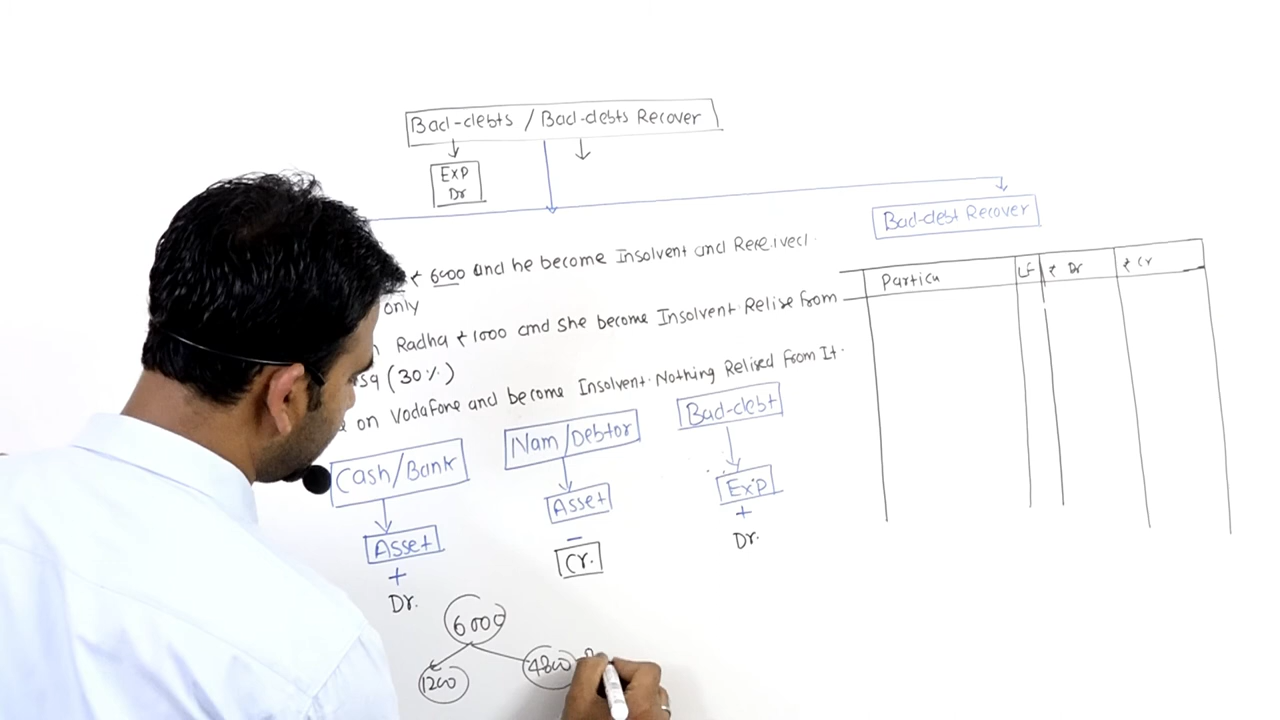 Bad-debts / Bad-debts Recover
Exp
Dr
Bad-debt Recover
₹ 6000 and he become Insolvent and Received
only
Radha ₹ 1000 and She become Insolvent. Relise from
(30%)
on Vodafone and become Insolvent. Nothing Relised from It.
Particu LF ₹ Dr ₹ Cr
Cash/Bank Nam/Debtor Bad-debt
Asset Asset Exp
+ − +
Dr. Cr. Dr.
6000
1200 4800